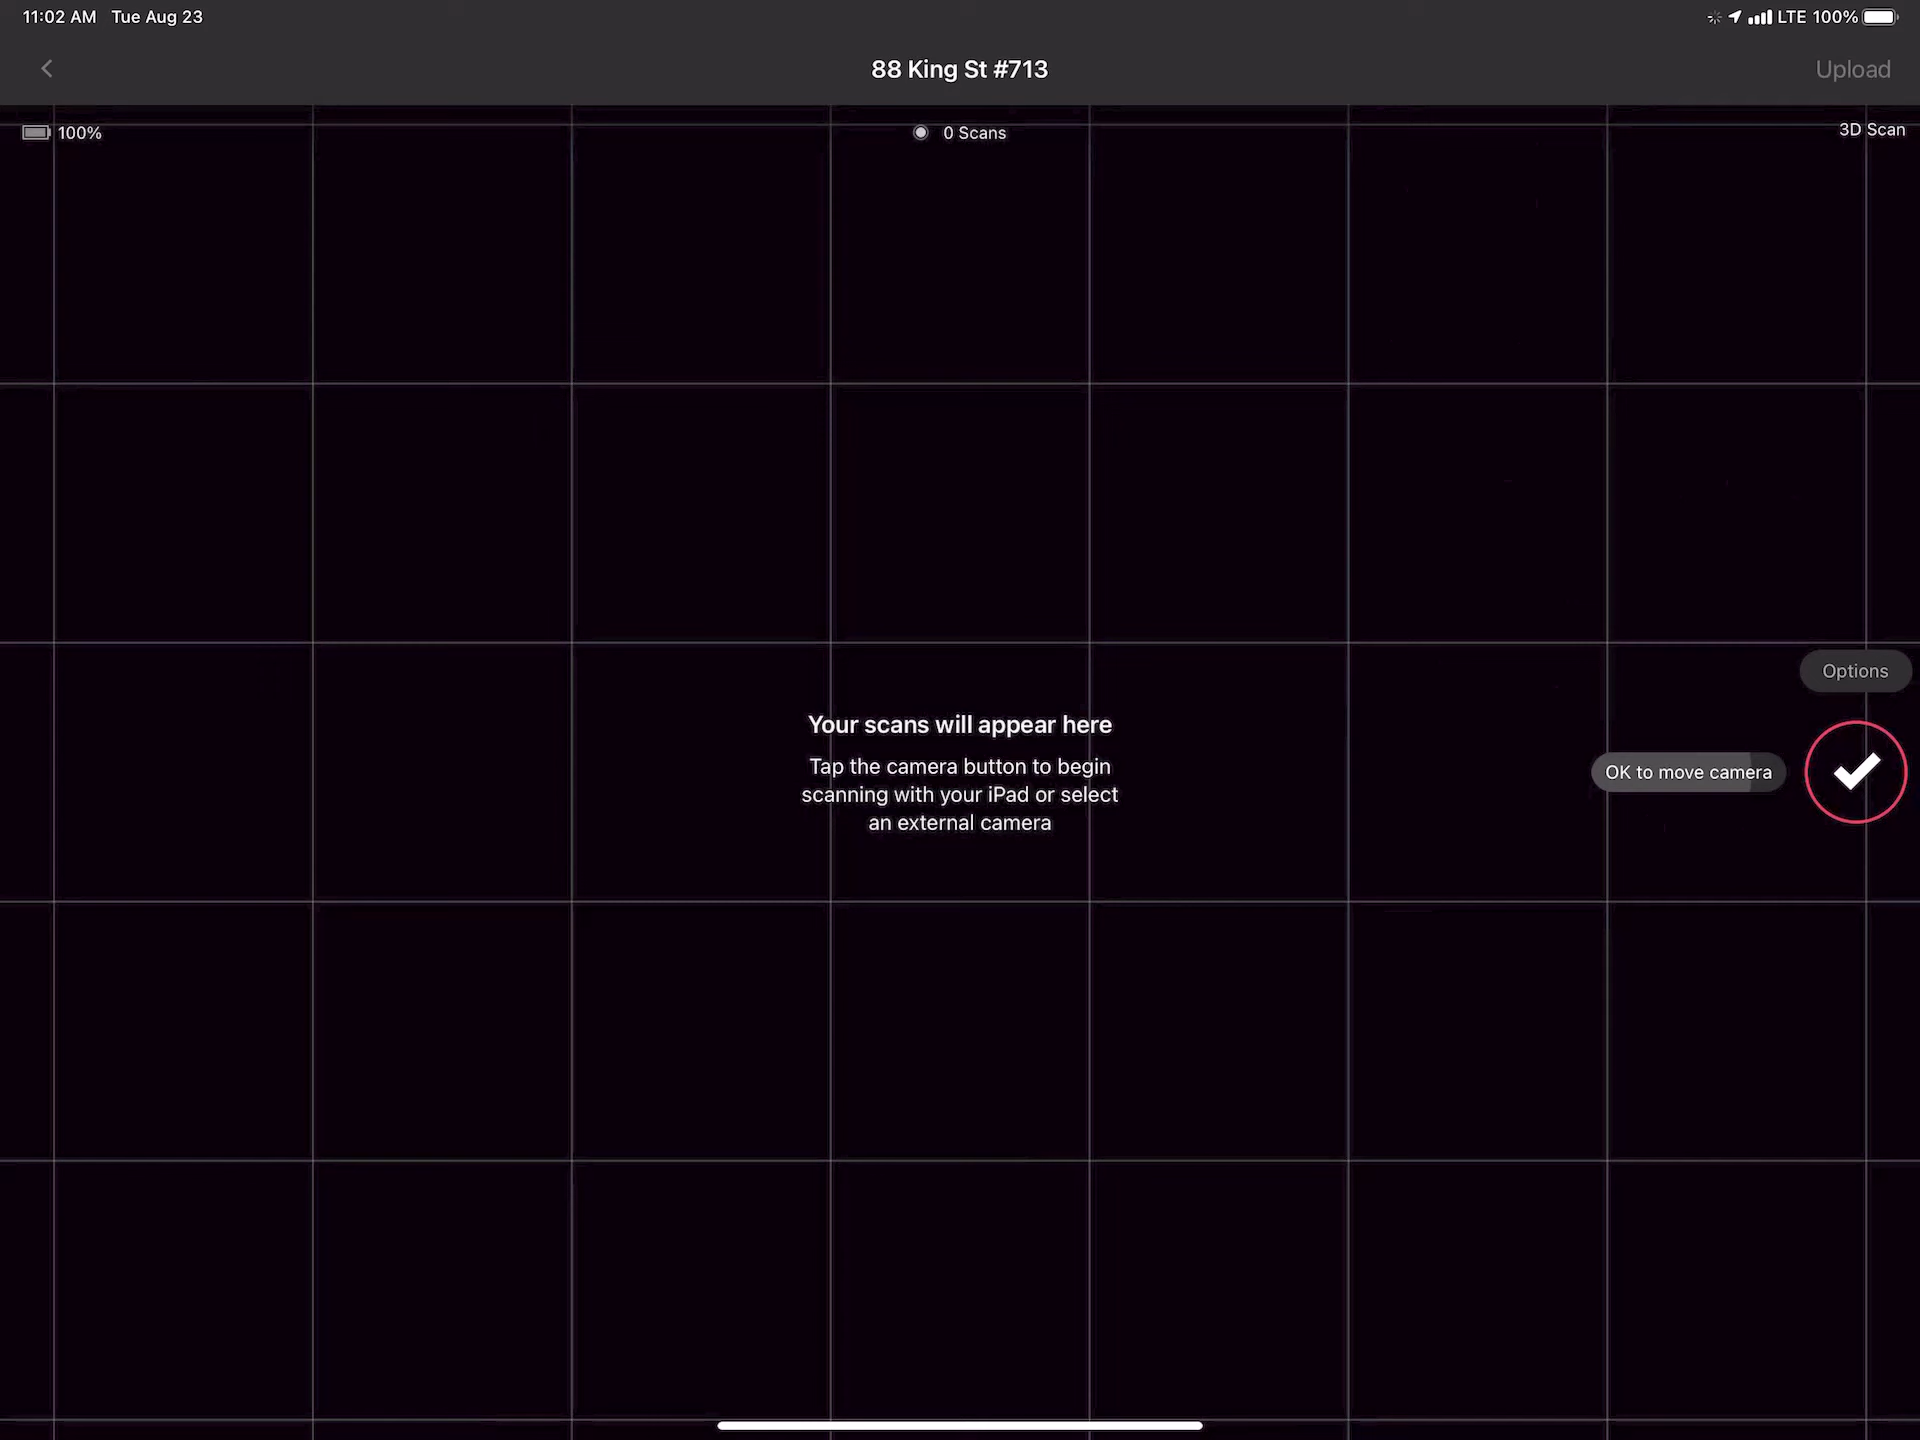 11:02 AM Tue Aug 23
LTE 100%
88 King St #713
Upload
100%
0 Scans
3D Scan
Options
Your scans will appear here
Tap the camera button to begin
scanning with your iPad or select
an external camera
OK to move camera